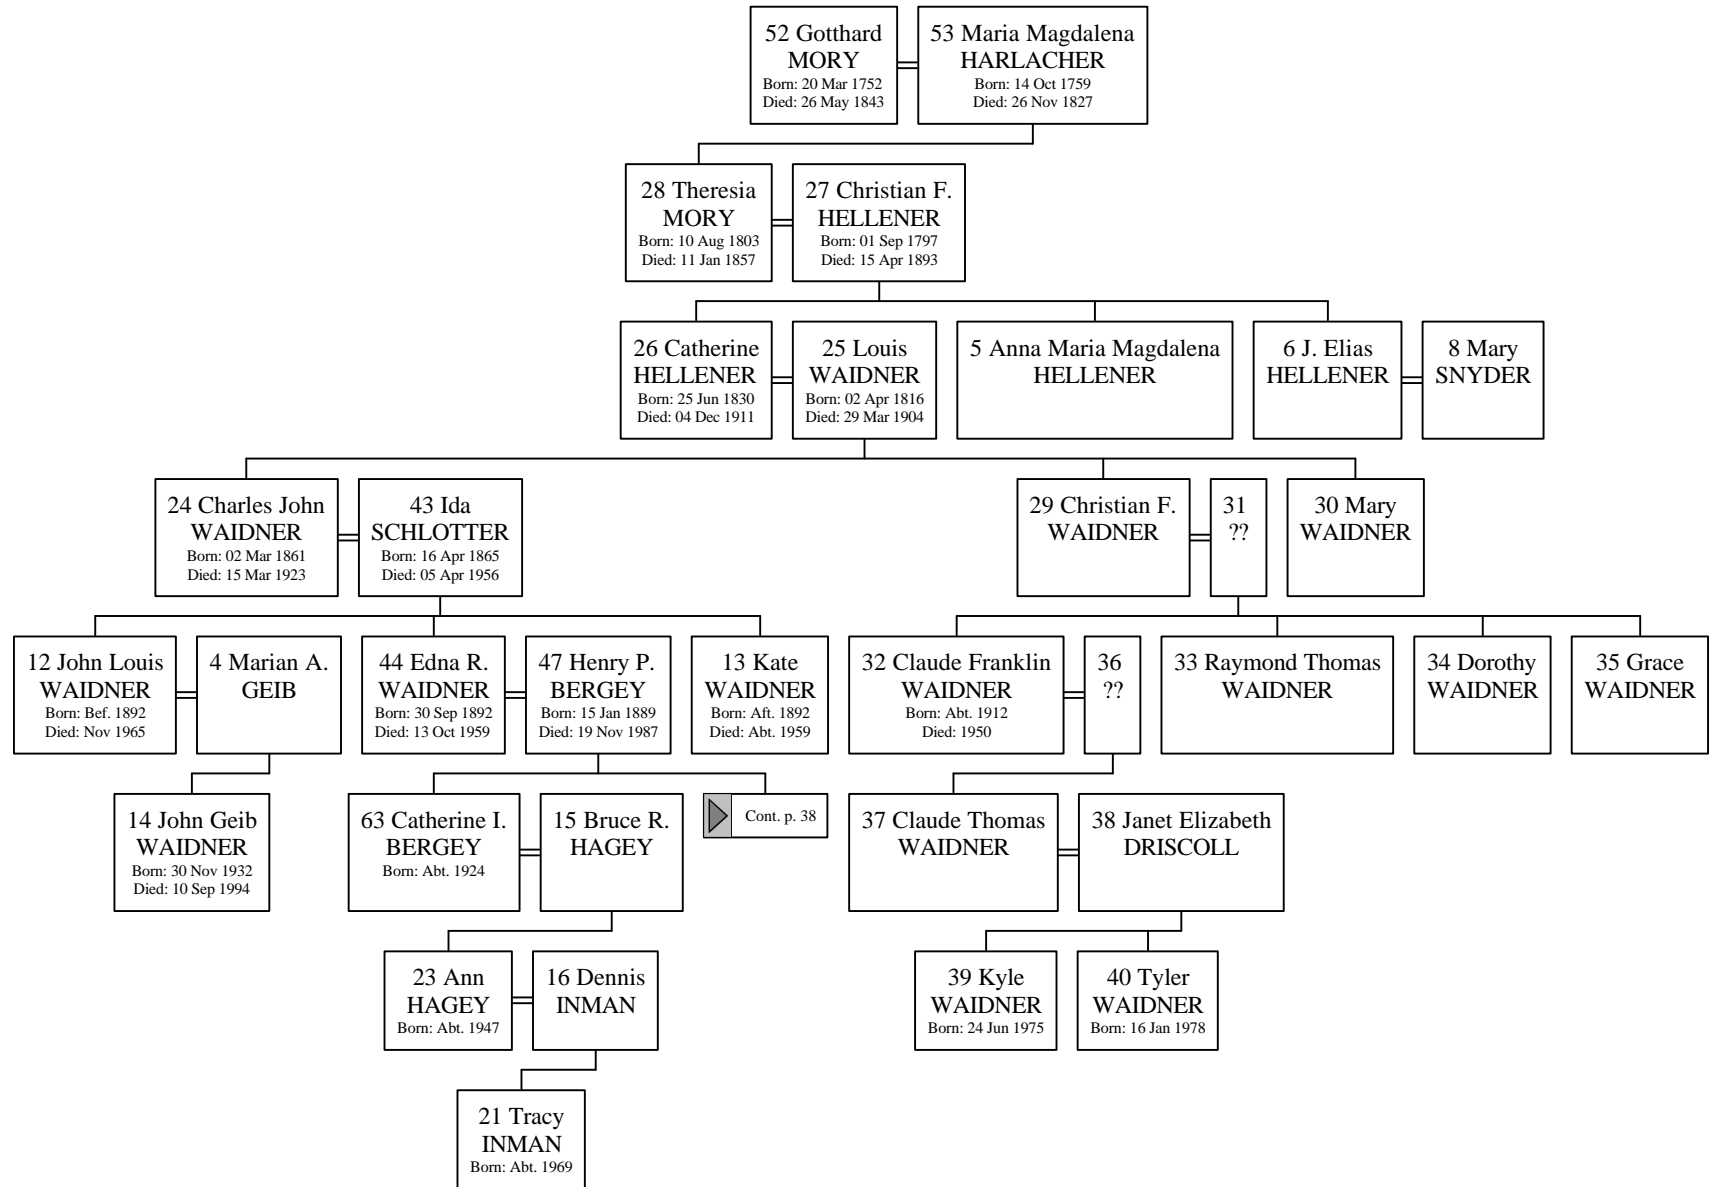 52 Gotthard
MORY
Born: 20 Mar 1752
Died: 26 May 1843
53 Maria Magdalena
HARLACHER
Born: 14 Oct 1759
Died: 26 Nov 1827
28 Theresia
MORY
Born: 10 Aug 1803
Died: 11 Jan 1857
27 Christian F.
HELLENER
Born: 01 Sep 1797
Died: 15 Apr 1893
26 Catherine
HELLENER
Born: 25 Jun 1830
Died: 04 Dec 1911
25 Louis
WAIDNER
Born: 02 Apr 1816
Died: 29 Mar 1904
5 Anna Maria Magdalena
HELLENER
6 J. Elias
HELLENER
8 Mary
SNYDER
24 Charles John
WAIDNER
Born: 02 Mar 1861
Died: 15 Mar 1923
43 Ida
SCHLOTTER
Born: 16 Apr 1865
Died: 05 Apr 1956
29 Christian F.
WAIDNER
31
??
30 Mary
WAIDNER
12 John Louis
WAIDNER
Born: Bef. 1892
Died: Nov 1965
4 Marian A.
GEIB
44 Edna R.
WAIDNER
Born: 30 Sep 1892
Died: 13 Oct 1959
47 Henry P.
BERGEY
Born: 15 Jan 1889
Died: 19 Nov 1987
13 Kate
WAIDNER
Born: Aft. 1892
Died: Abt. 1959
32 Claude Franklin
WAIDNER
Born: Abt. 1912
Died: 1950
36
??
33 Raymond Thomas
WAIDNER
34 Dorothy
WAIDNER
35 Grace
WAIDNER
14 John Geib
WAIDNER
Born: 30 Nov 1932
Died: 10 Sep 1994
63 Catherine I.
BERGEY
Born: Abt. 1924
15 Bruce R.
HAGEY
Cont. p. 38
37 Claude Thomas
WAIDNER
38 Janet Elizabeth
DRISCOLL
23 Ann
HAGEY
Born: Abt. 1947
16 Dennis
INMAN
39 Kyle
WAIDNER
Born: 24 Jun 1975
40 Tyler
WAIDNER
Born: 16 Jan 1978
21 Tracy
INMAN
Born: Abt. 1969